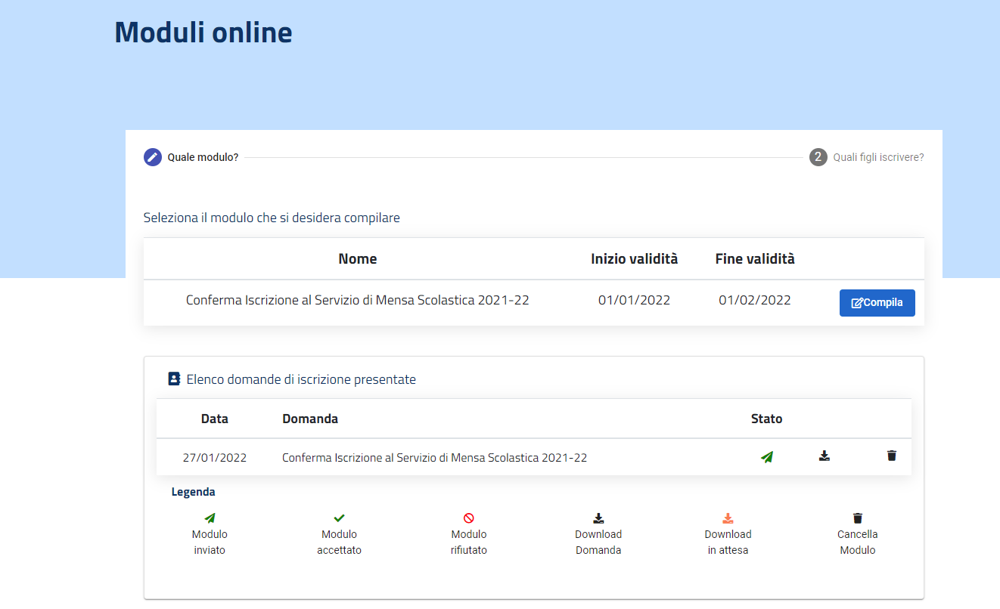 Moduli online
Quale modulo?
2 Quali figli iscrivere?
Seleziona il modulo che si desidera compilare
Nome Inizio validità Fine validità
Conferma Iscrizione al Servizio di Mensa Scolastica 2021-22 01/01/2022 01/02/2022 Compila
Elenco domande di iscrizione presentate
Data Domanda Stato
27/01/2022 Conferma Iscrizione al Servizio di Mensa Scolastica 2021-22
Legenda
Modulo inviato
Modulo accettato
Modulo rifiutato
Download Domanda
Download in attesa
Cancella Modulo